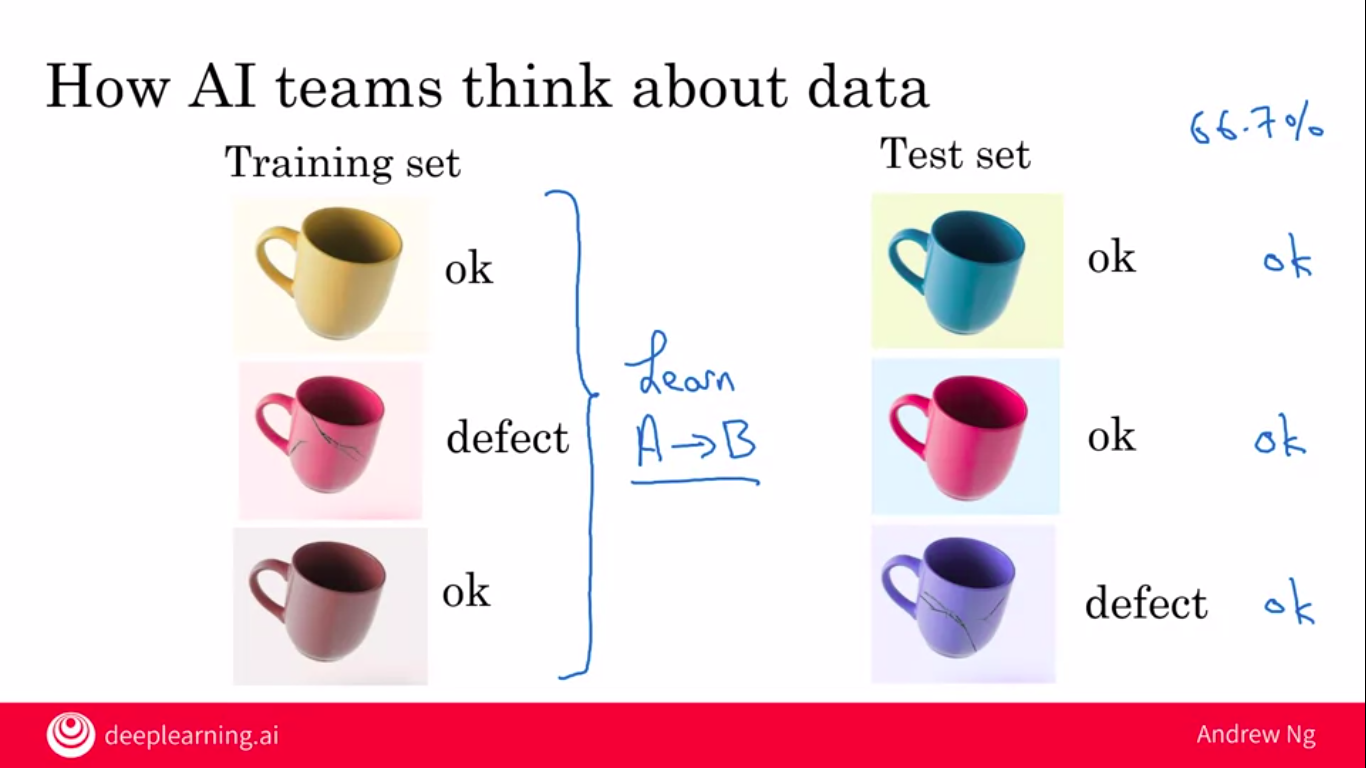 How AI teams think about data
66.7%
Training set
Test set
ok
defect
ok
Learn
A→B
ok ok
ok ok
defect ok
deeplearning.ai
Andrew Ng